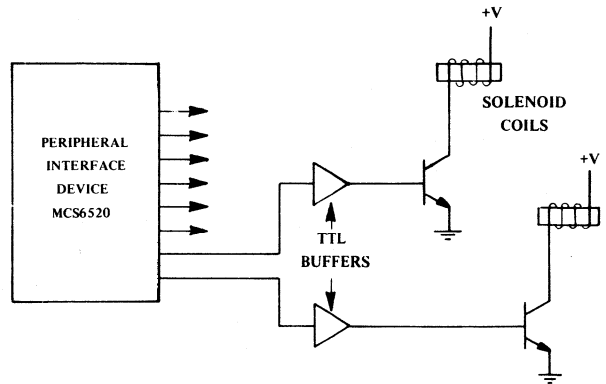 +V
SOLENOID
COILS
PERIPHERAL
INTERFACE
DEVICE
MCS6520
+V
TTL
BUFFERS